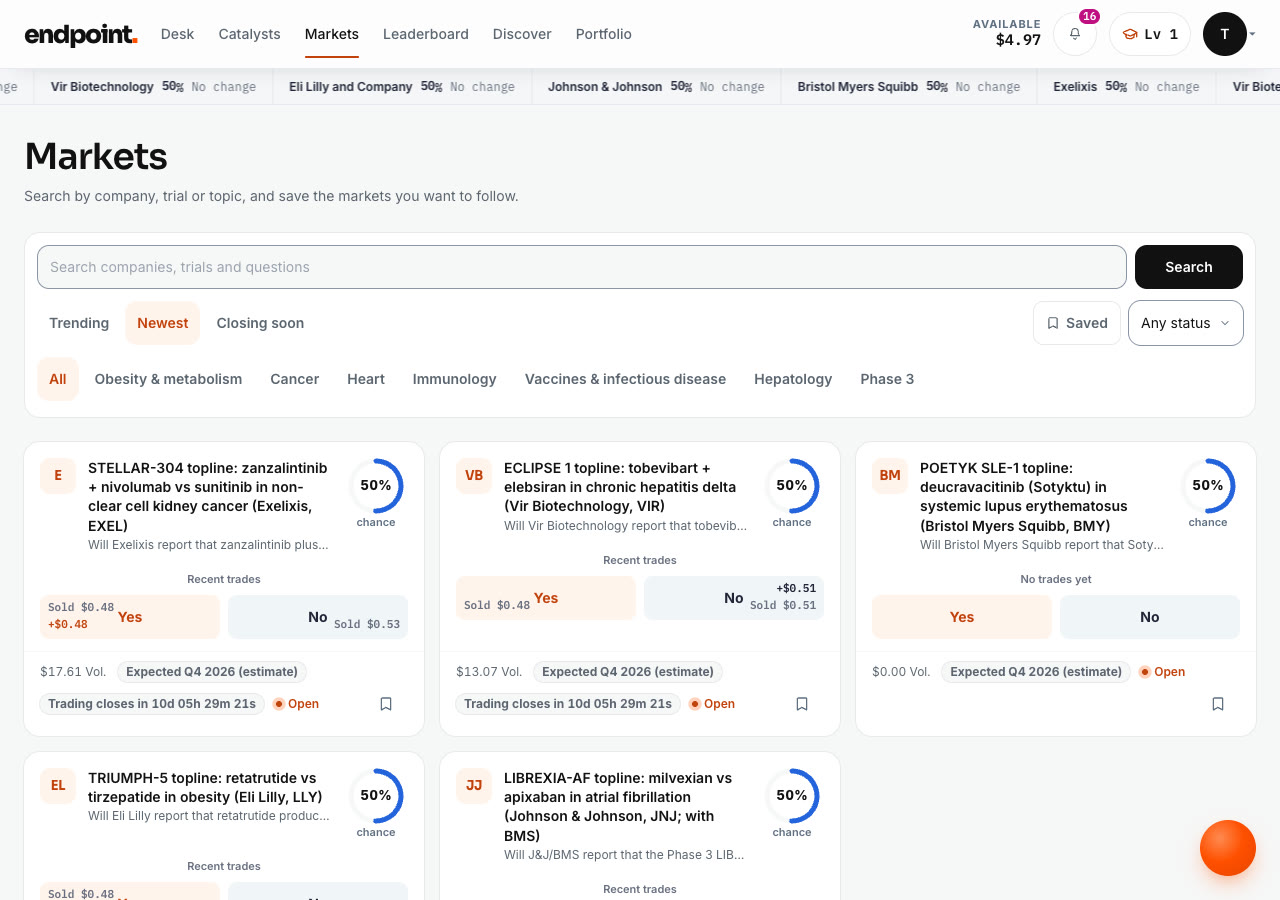 endpoint.
Desk
Catalysts
Markets
Leaderboard
Discover
Portfolio
AVAILABLE
$4.97
16
Lv 1
T
nge
Vir Biotechnology 50% No change
Eli Lilly and Company 50% No change
Johnson & Johnson 50% No change
Bristol Myers Squibb 50% No change
Exelixis 50% No change
Vir Biote
Markets
Search by company, trial or topic, and save the markets you want to follow.
Search companies, trials and questions
Search
Trending
Newest
Closing soon
Saved
Any status
All
Obesity & metabolism
Cancer
Heart
Immunology
Vaccines & infectious disease
Hepatology
Phase 3
E
STELLAR-304 topline: zanzalintinib
+ nivolumab vs sunitinib in non-
clear cell kidney cancer (Exelixis,
EXEL)
Will Exelixis report that zanzalintinib plus...
50%
chance
Recent trades
Sold $0.48
+$0.48
Yes
No
Sold $0.53
$17.61 Vol.
Expected Q4 2026 (estimate)
Trading closes in 10d 05h 29m 21s
Open
VB
ECLIPSE 1 topline: tobevibart +
elebsiran in chronic hepatitis delta
(Vir Biotechnology, VIR)
Will Vir Biotechnology report that tobevib...
50%
chance
Recent trades
Sold $0.48
Yes
No
+$0.51
Sold $0.51
$13.07 Vol.
Expected Q4 2026 (estimate)
Trading closes in 10d 05h 29m 21s
Open
BM
POETYK SLE-1 topline:
deucravacitinib (Sotyktu) in
systemic lupus erythematosus
(Bristol Myers Squibb, BMY)
Will Bristol Myers Squibb report that Soty...
50%
chance
No trades yet
Yes
No
$0.00 Vol.
Expected Q4 2026 (estimate)
Open
EL
TRIUMPH-5 topline: retatrutide vs
tirzepatide in obesity (Eli Lilly, LLY)
Will Eli Lilly report that retatrutide produc...
50%
chance
Recent trades
Sold $0.48
JJ
LIBREXIA-AF topline: milvexian vs
apixaban in atrial fibrillation
(Johnson & Johnson, JNJ; with
BMS)
Will J&J/BMS report that the Phase 3 LIB...
50%
chance
Recent trades